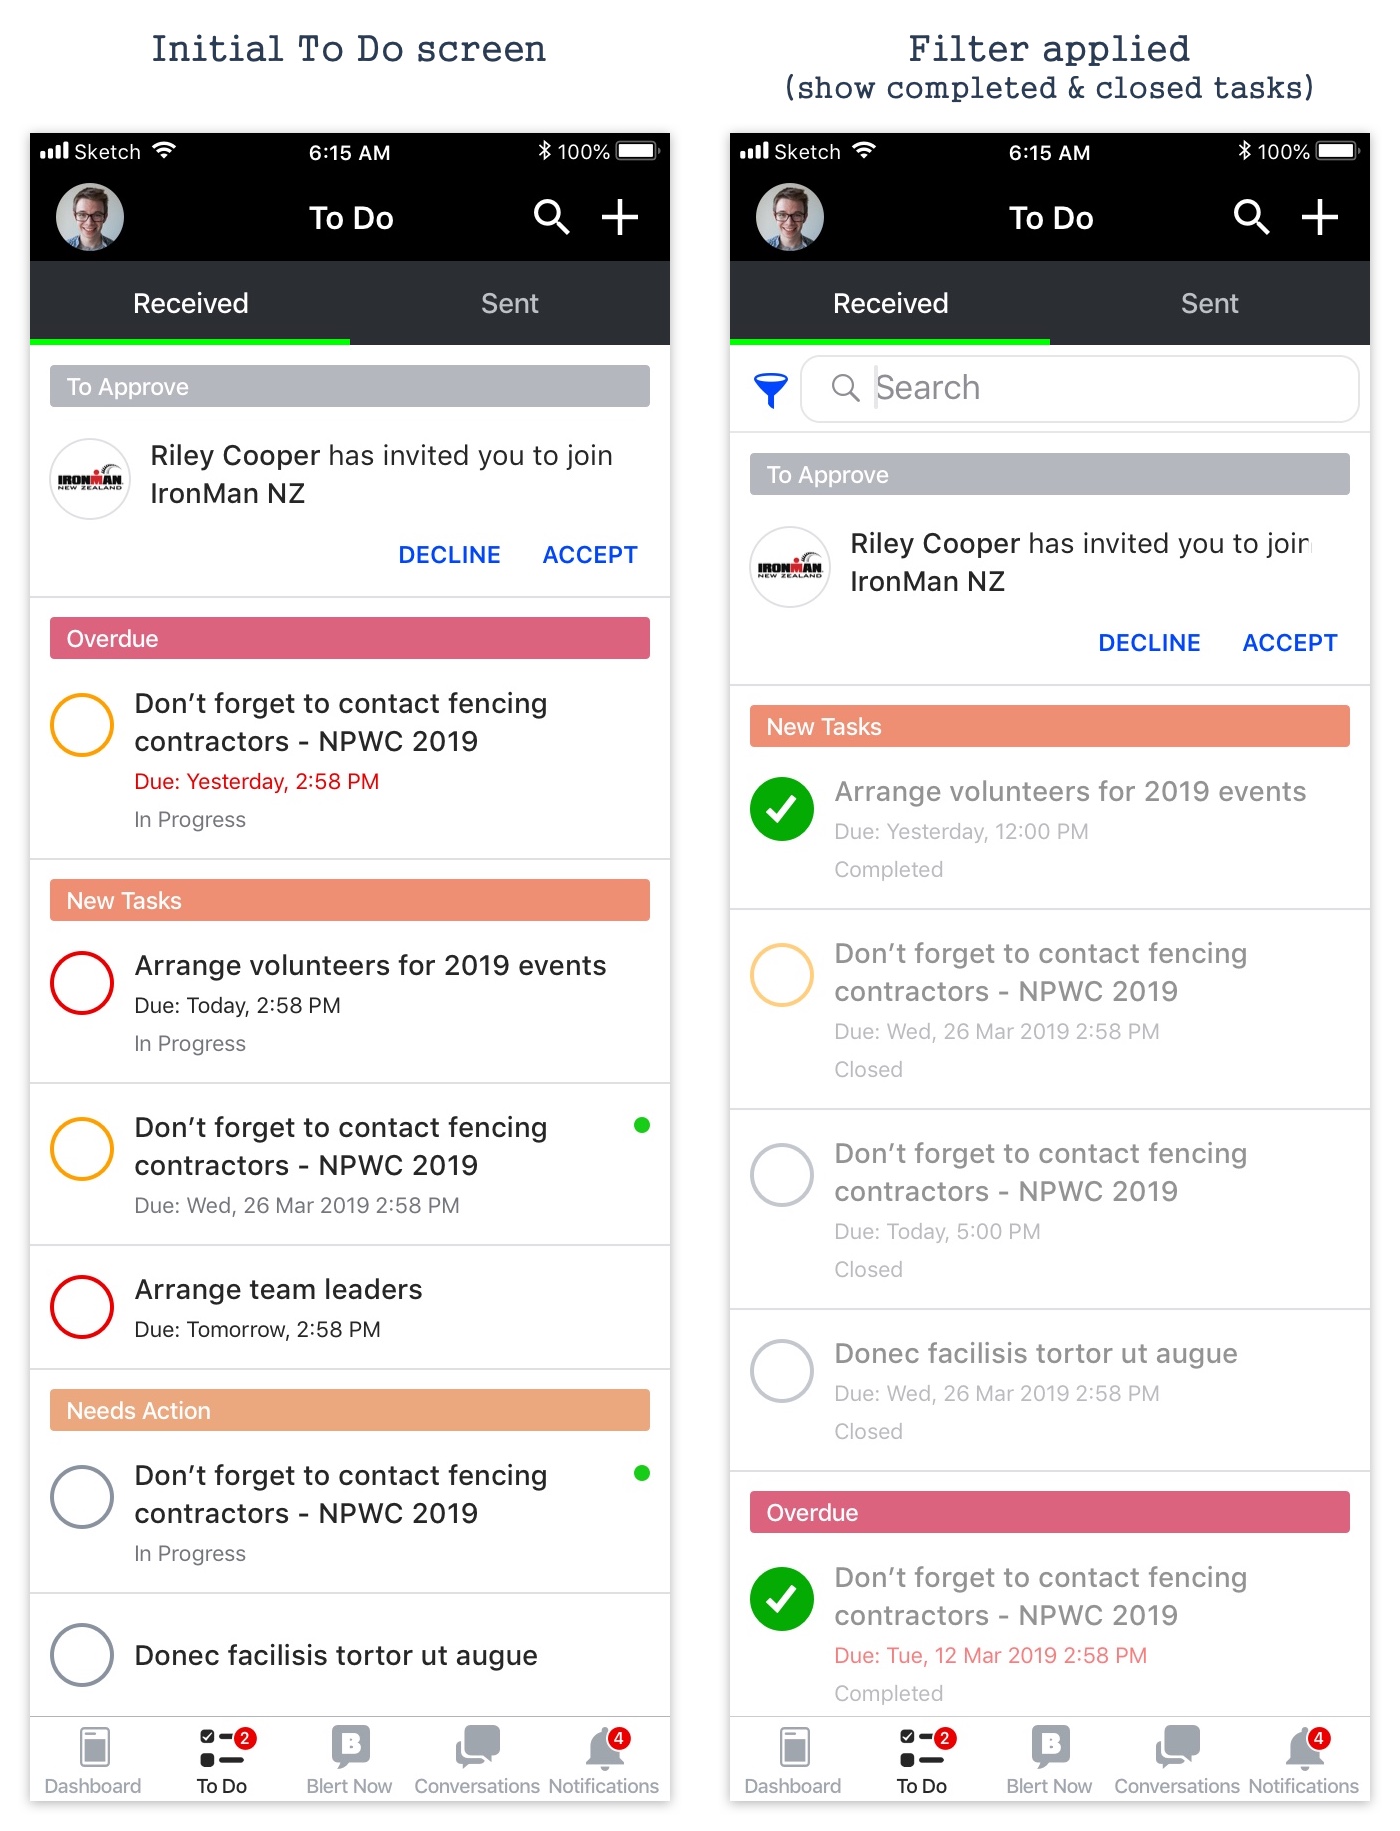 Initial To Do screen
Sketch
6:15 AM
100%
To Do
Received
Sent
To Approve
IRONMAN
NEW ZEALAND
Riley Cooper has invited you to join
IronMan NZ
DECLINE
ACCEPT
Overdue
Don't forget to contact fencing
contractors - NPWC 2019
Due: Yesterday, 2:58 PM
In Progress
New Tasks
Arrange volunteers for 2019 events
Due: Today, 2:58 PM
In Progress
Don't forget to contact fencing
contractors - NPWC 2019
Due: Wed, 26 Mar 2019 2:58 PM
Arrange team leaders
Due: Tomorrow, 2:58 PM
Needs Action
Don't forget to contact fencing
contractors - NPWC 2019
In Progress
Donec facilisis tortor ut augue
Dashboard
2
To Do
B
Blert Now
Conversations
4
Notifications
Filter applied
(show completed & closed tasks)
Sketch
6:15 AM
100%
To Do
Received
Sent
Search
To Approve
IRONMAN
NEW ZEALAND
Riley Cooper has invited you to join
IronMan NZ
DECLINE
ACCEPT
New Tasks
Arrange volunteers for 2019 events
Due: Yesterday, 12:00 PM
Completed
Don't forget to contact fencing
contractors - NPWC 2019
Due: Wed, 26 Mar 2019 2:58 PM
Closed
Don't forget to contact fencing
contractors - NPWC 2019
Due: Today, 5:00 PM
Closed
Donec facilisis tortor ut augue
Due: Wed, 26 Mar 2019 2:58 PM
Closed
Overdue
Don't forget to contact fencing
contractors - NPWC 2019
Due: Tue, 12 Mar 2019 2:58 PM
Completed
Dashboard
2
To Do
B
Blert Now
Conversations
4
Notifications